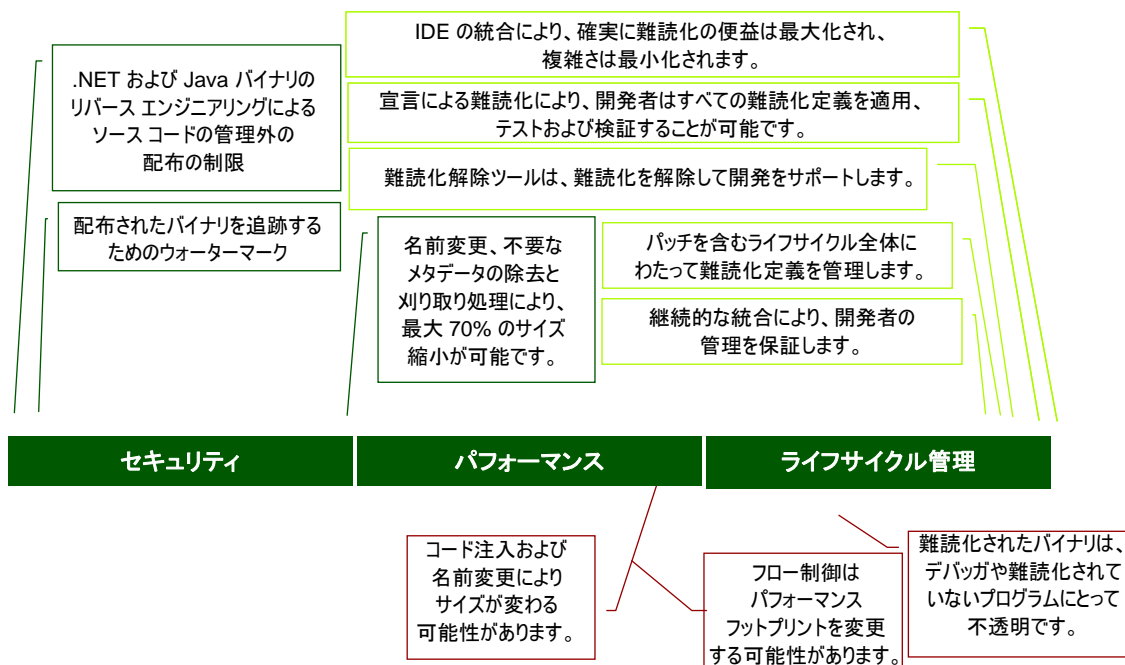 IDE の統合により、確実に難読化の便益は最大化され、
複雑さは最小化されます。
.NET および Java バイナリの
リバース エンジニアリングによる
ソース コードの管理外の
配布の制限
宣言による難読化により、開発者はすべての難読化定義を適用、
テストおよび検証することが可能です。
難読化解除ツールは、難読化を解除して開発をサポートします。
配布されたバイナリを追跡する
ためのウォーターマーク
名前変更、不要な
メタデータの除去と
刈り取り処理により、
最大 70% のサイズ
縮小が可能です。
パッチを含むライフサイクル全体に
わたって難読化定義を管理します。
継続的な統合により、開発者の
管理を保証します。
セキュリティ
パフォーマンス
ライフサイクル管理
コード注入および
名前変更により
サイズが変わる
可能性があります。
フロー制御は
パフォーマンス
フットプリントを変更
する可能性があります。
難読化されたバイナリは、
デバッガや難読化されて
いないプログラムにとって
不透明です。